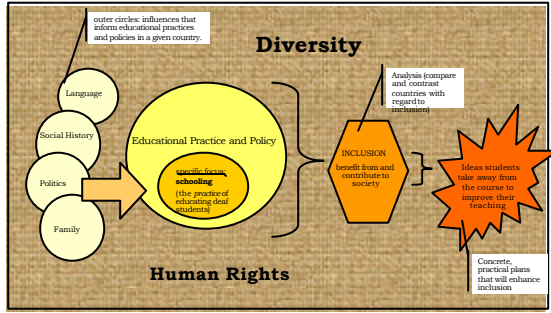 outer circles: influences that
inform educational practices
and policies in a given country.
Diversity
Language
Social History
Politics
Family
Educational Practice and Policy
specific focus:
schooling
(the practice of
educating deaf
students)
Analysis (compare
and contrast
countries with
regard to
inclusion)
INCLUSION
benefit from and
contribute to
society
Ideas students
take away from
the course to
improve their
teaching
Concrete,
practical plans
that will enhance
inclusion
Human Rights